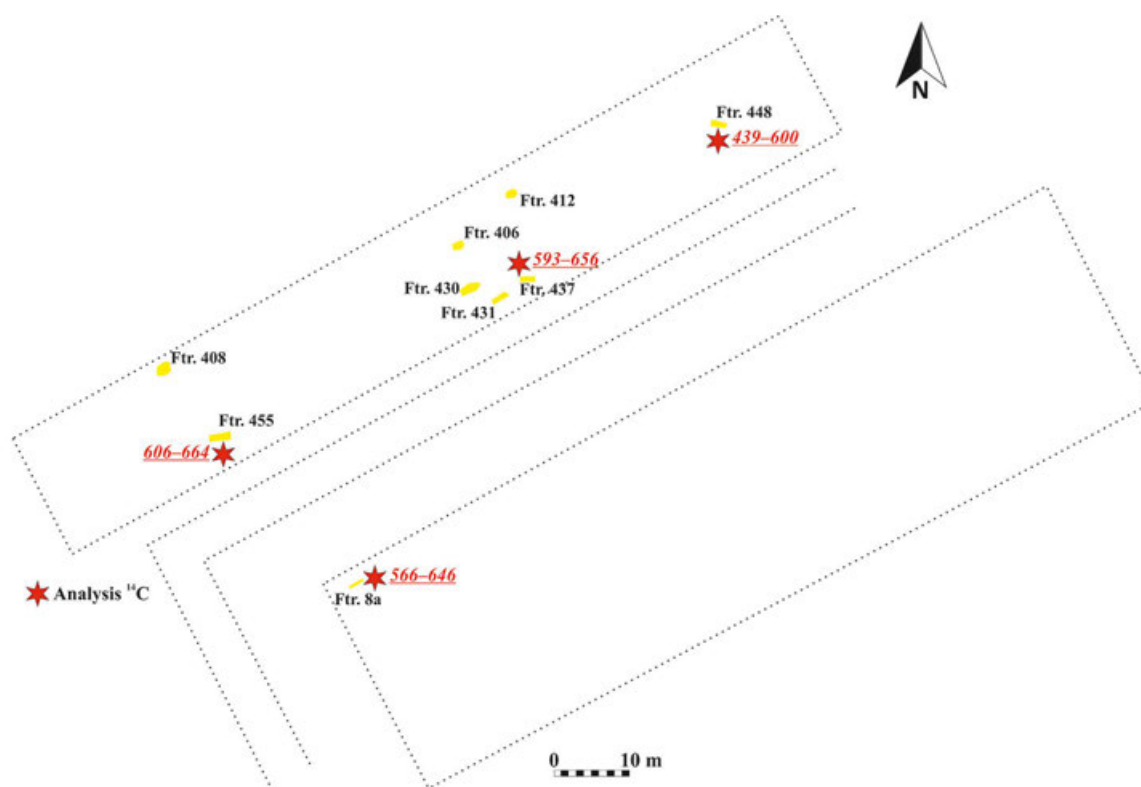 N
Ftr. 448
439–600
Ftr. 412
Ftr. 406
593–656
Ftr. 430
Ftr. 437
Ftr. 431
Ftr. 408
Ftr. 455
606–664
566–646
Analysis ¹⁴C
Ftr. 8a
0 10 m